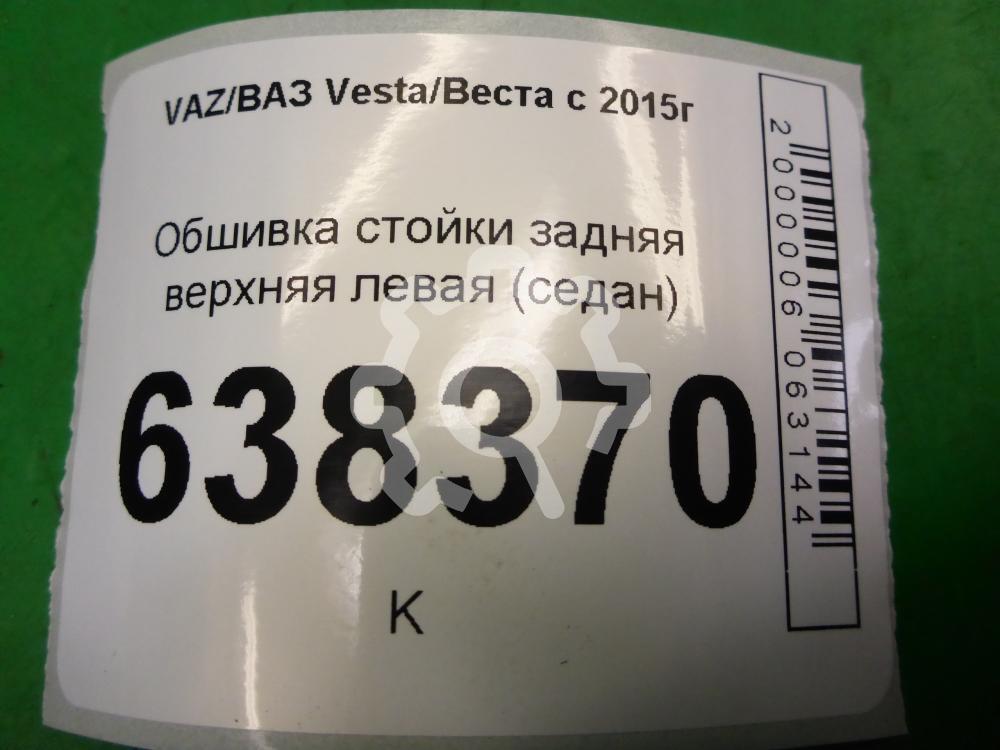 VAZ/ВАЗ Vesta/Веста с 2015г
Обшивка стойки задняя
верхняя левая (седан)
638370
К
2000006063144